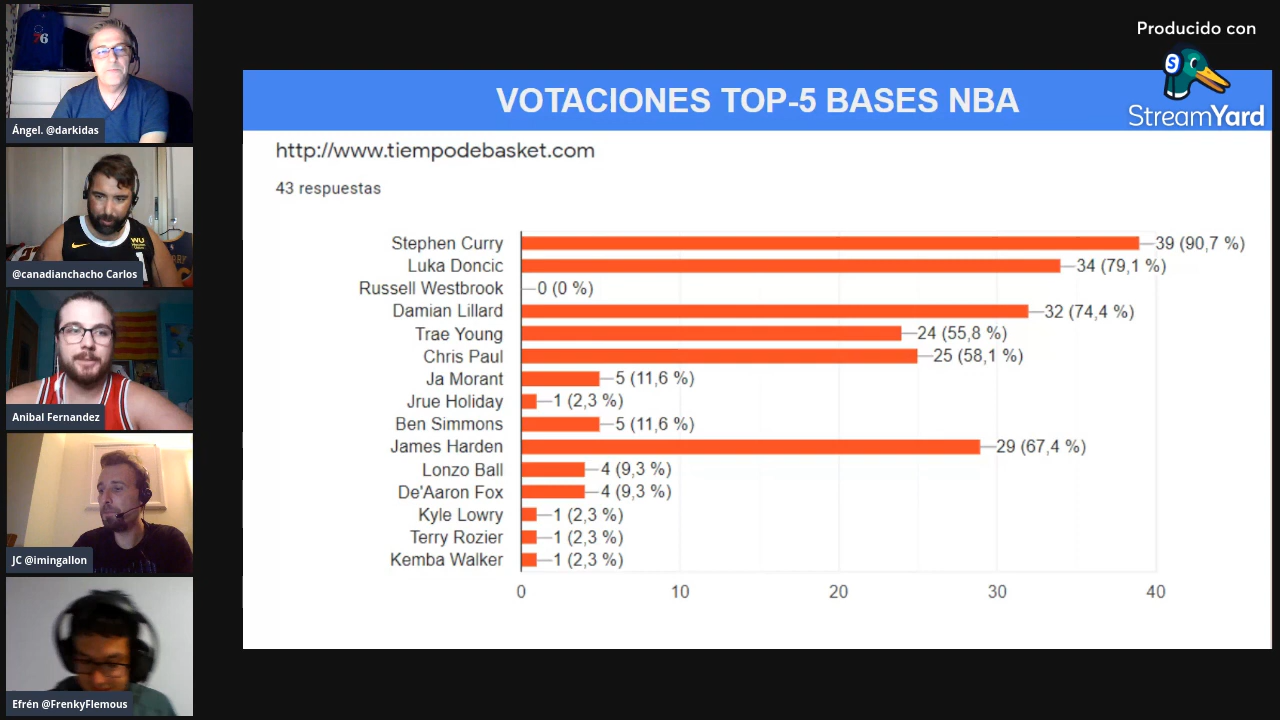 Producido con
StreamYard
VOTACIONES TOP-5 BASES NBA
http://www.tiempodebasket.com
43 respuestas
Stephen Curry 39 (90,7 %)
Luka Doncic 34 (79,1 %)
Russell Westbrook 0 (0 %)
Damian Lillard 32 (74,4 %)
Trae Young 24 (55,8 %)
Chris Paul 25 (58,1 %)
Ja Morant 5 (11,6 %)
Jrue Holiday 1 (2,3 %)
Ben Simmons 5 (11,6 %)
James Harden 29 (67,4 %)
Lonzo Ball 4 (9,3 %)
De'Aaron Fox 4 (9,3 %)
Kyle Lowry 1 (2,3 %)
Terry Rozier 1 (2,3 %)
Kemba Walker 1 (2,3 %)
0 10 20 30 40
Ángel. @darkidas
WU
@canadianchacho Carlos
Anibal Fernandez
JC @imingallon
Efrén @FrenkyFlemous